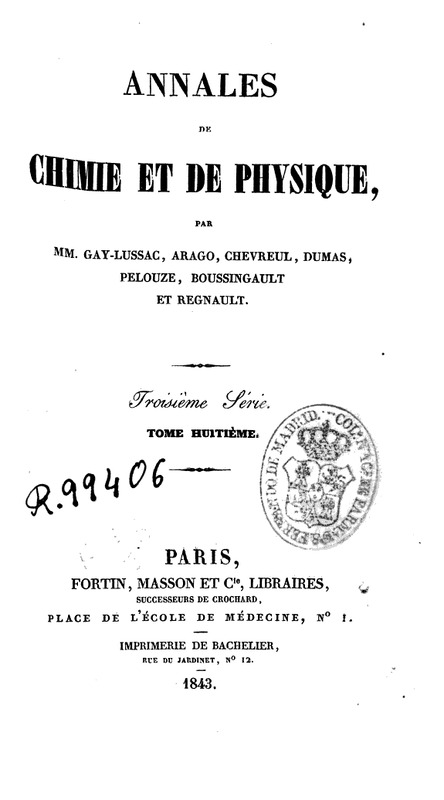 ANNALES
DE
CHIMIE ET DE PHYSIQUE,
PAR
MM. GAY-LUSSAC, ARAGO, CHEVREUL, DUMAS,
PELOUZE, BOUSSINGAULT
ET REGNAULT.
Troisième Série.
TOME HUITIÈME.
R.99406
PARIS,
FORTIN, MASSON ET Cie, LIBRAIRES,
SUCCESSEURS DE CROCHARD,
PLACE DE L'ÉCOLE DE MÉDECINE, No 1.
IMPRIMERIE DE BACHELIER,
RUE DU JARDINET, No 12.
1843.